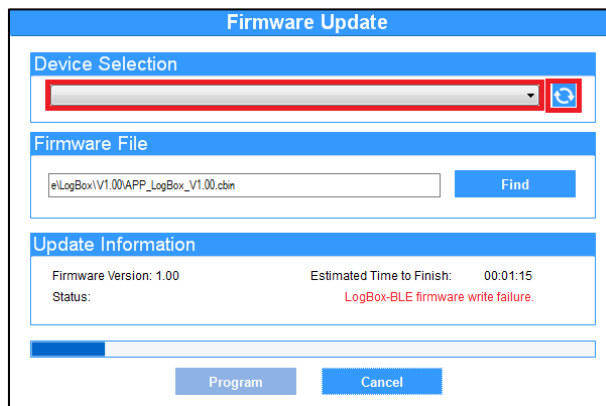 Firmware Update
Device Selection
Firmware File
e\LogBox\V1.00\APP_LogBox_V1.00.cbin
Find
Update Information
Firmware Version: 1.00
Estimated Time to Finish: 00:01:15
Status:
LogBox-BLE firmware write failure.
Program
Cancel